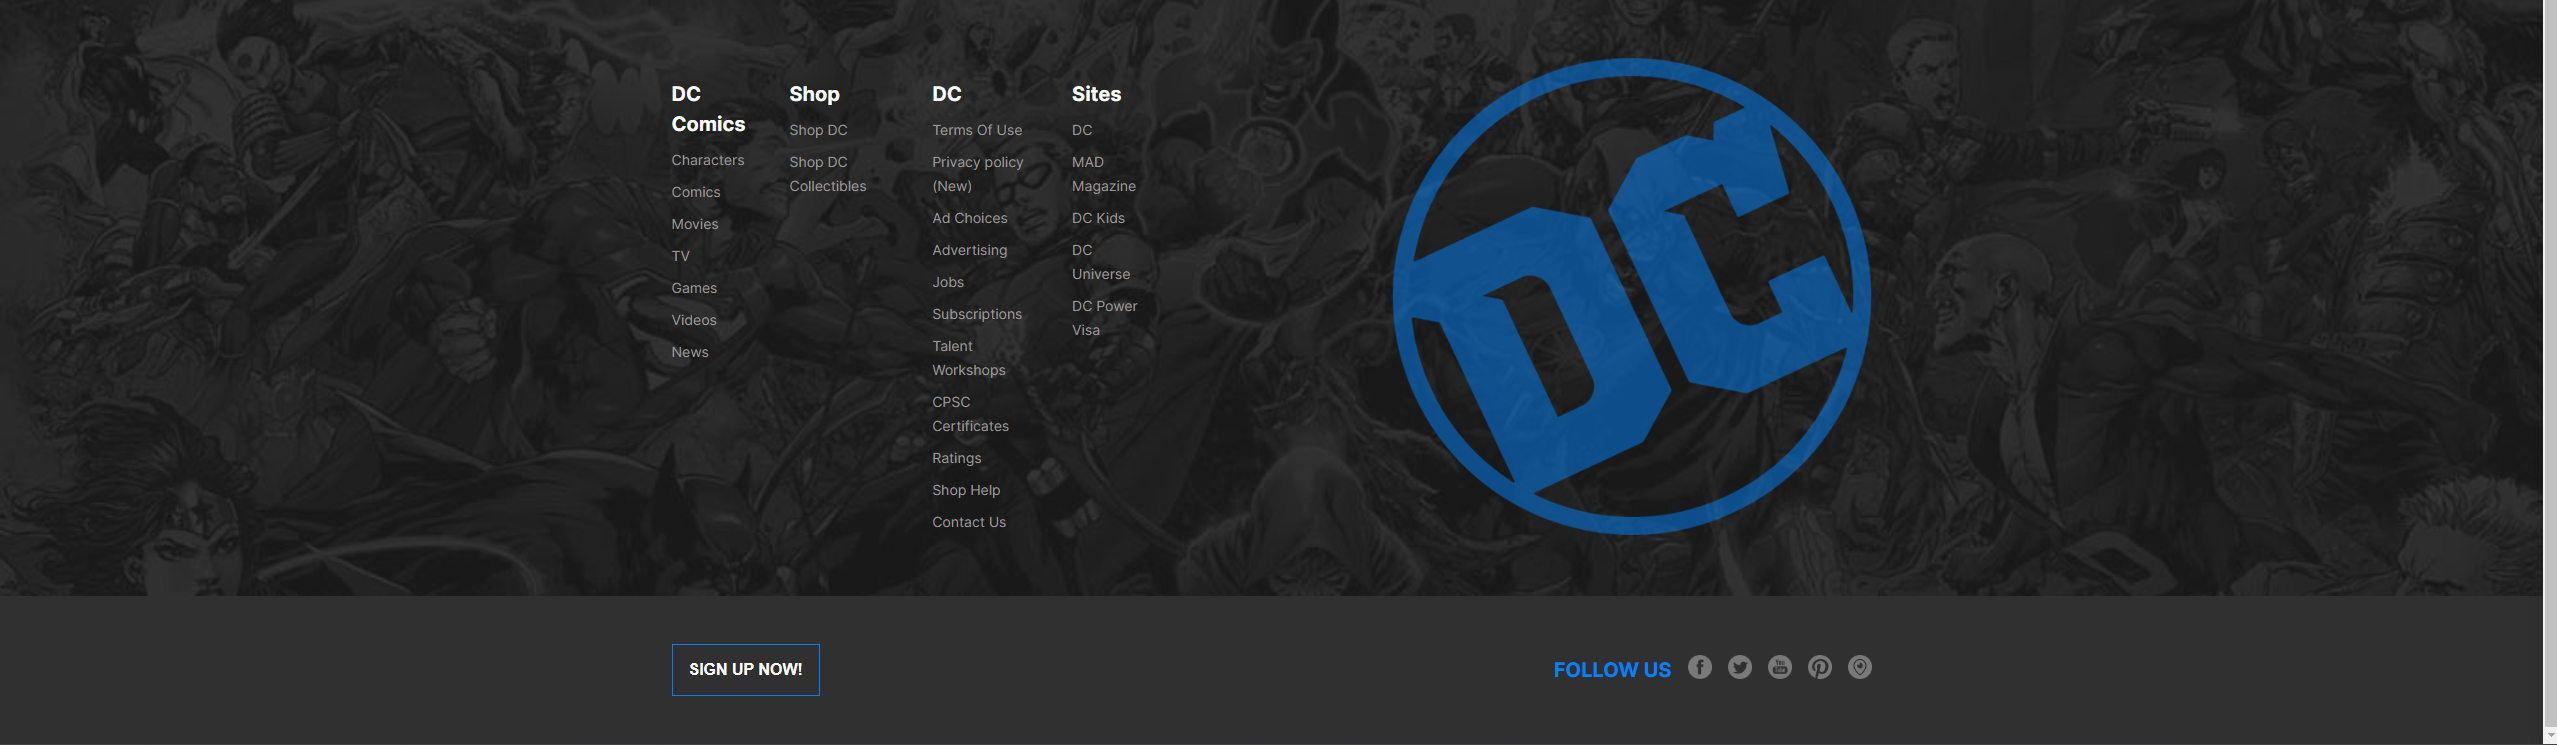 DC
Comics
Characters
Comics
Movies
TV
Games
Videos
News
Shop
Shop DC
Shop DC
Collectibles
DC
Terms Of Use
Privacy policy
(New)
Ad Choices
Advertising
Jobs
Subscriptions
Talent
Workshops
CPSC
Certificates
Ratings
Shop Help
Contact Us
Sites
DC
MAD
Magazine
DC Kids
DC
Universe
DC Power
Visa
DC
SIGN UP NOW!
FOLLOW US
You
Tube